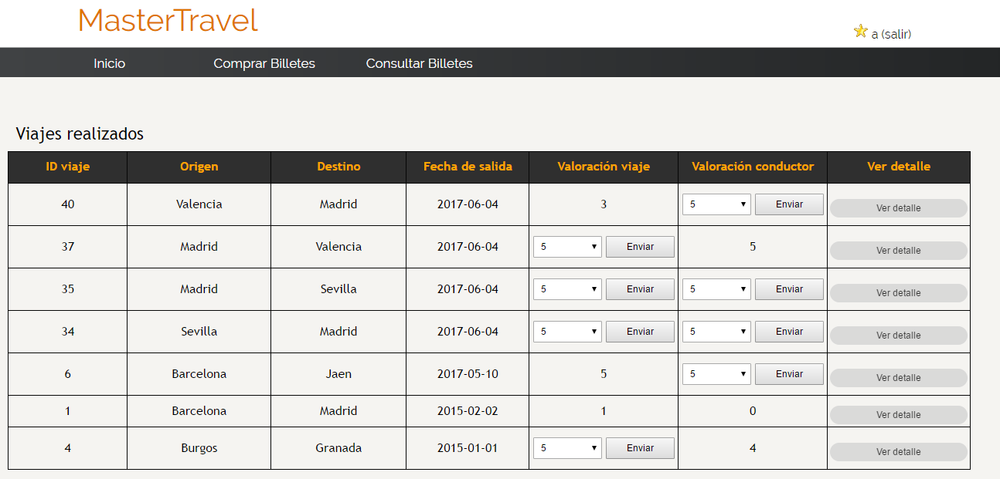 MasterTravel
a (salir)
Inicio Comprar Billetes Consultar Billetes
Viajes realizados
ID viaje Origen Destino Fecha de salida Valoración viaje Valoración conductor Ver detalle
40 Valencia Madrid 2017-06-04 3 5 Enviar Ver detalle
37 Madrid Valencia 2017-06-04 5 Enviar 5 Ver detalle
35 Madrid Sevilla 2017-06-04 5 Enviar 5 Enviar Ver detalle
34 Sevilla Madrid 2017-06-04 5 Enviar 5 Enviar Ver detalle
6 Barcelona Jaen 2017-05-10 5 5 Enviar Ver detalle
1 Barcelona Madrid 2015-02-02 1 0 Ver detalle
4 Burgos Granada 2015-01-01 5 Enviar 4 Ver detalle